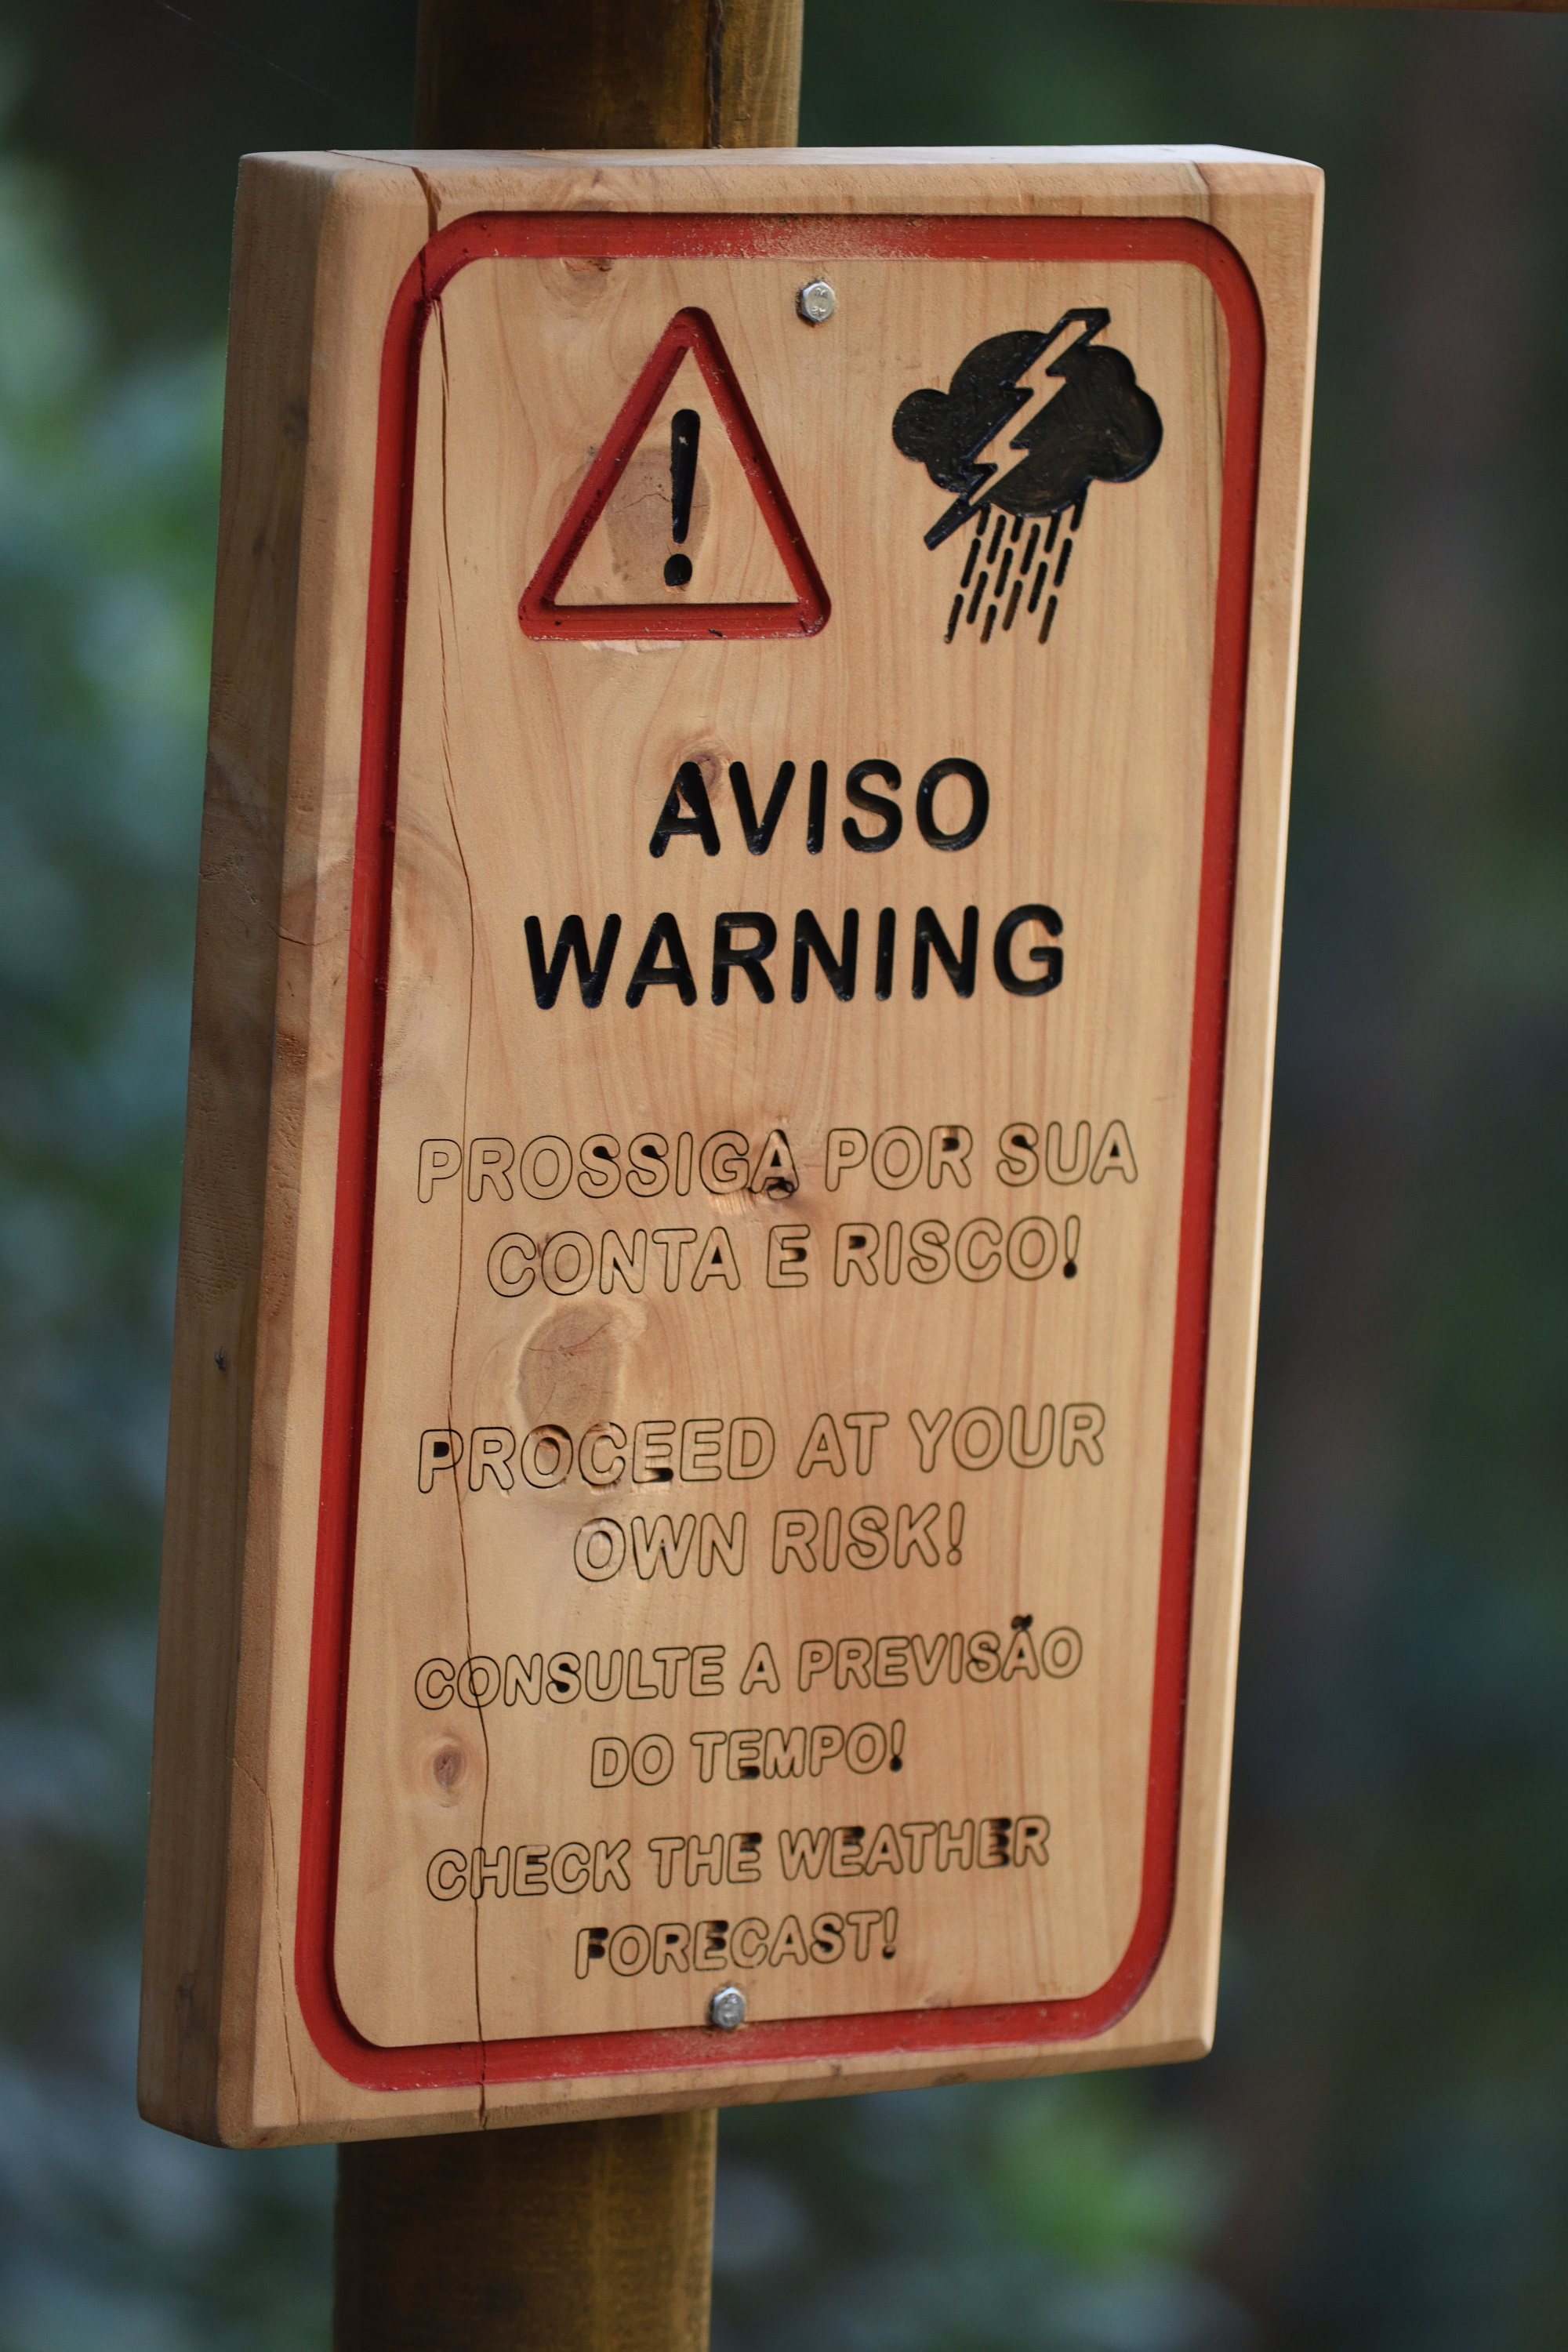 AVISO
WARNING
PROSSIGA POR SUA
CONTA E RISCO!
PROCEED AT YOUR
OWN RISK!
CONSULTE A PREVISÃO
DO TEMPO!
CHECK THE WEATHER
FORECAST!